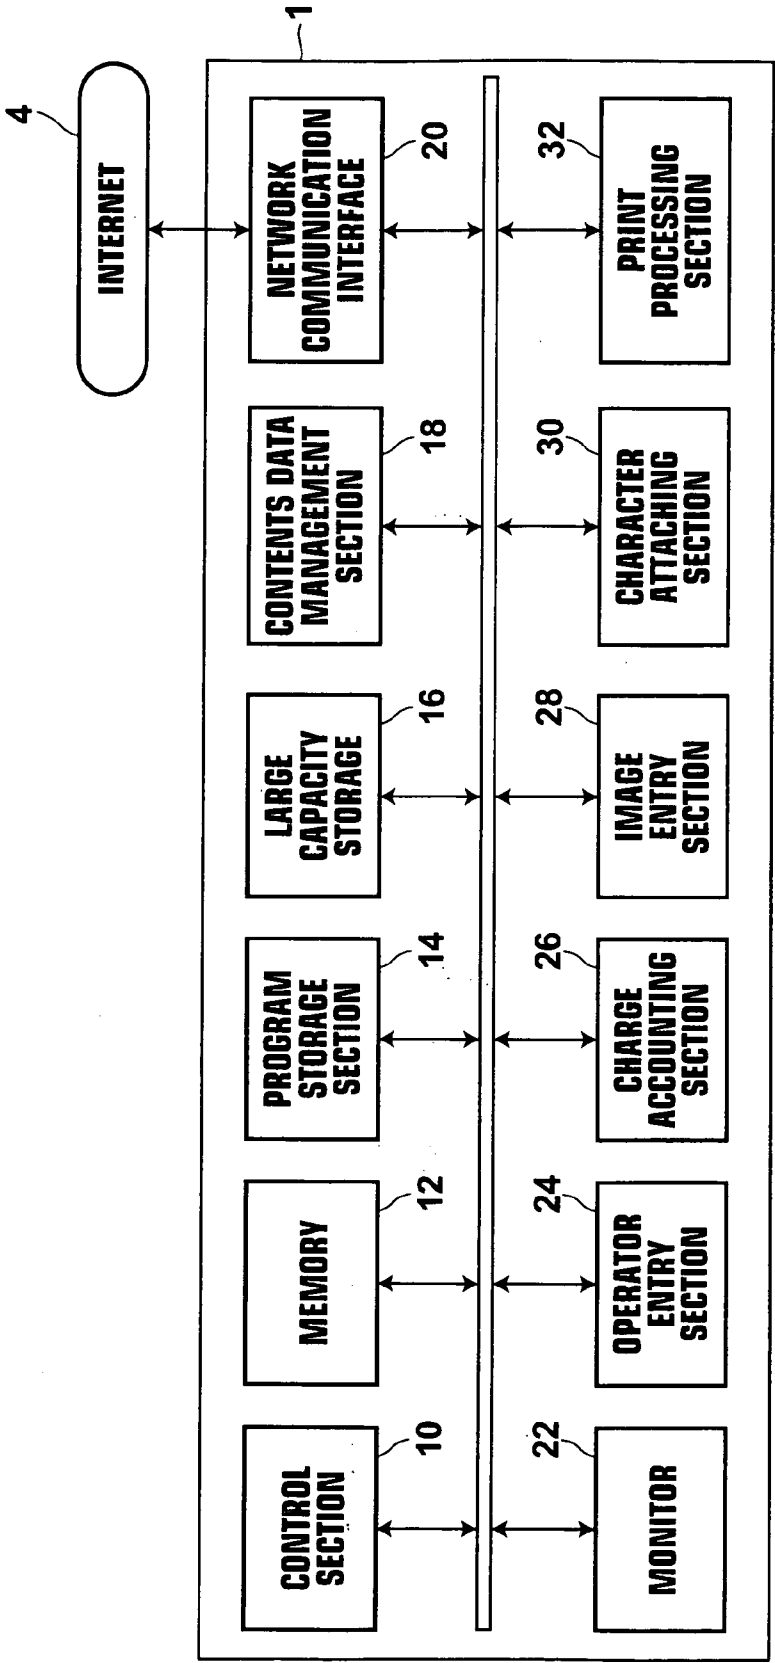 1
4
INTERNET
CONTROL
SECTION
10
MEMORY
12
PROGRAM
STORAGE
SECTION
14
LARGE
CAPACITY
STORAGE
16
CONTENTS DATA
MANAGEMENT
SECTION
18
NETWORK
COMMUNICATION
INTERFACE
20
MONITOR
22
OPERATOR
ENTRY
SECTION
24
CHARGE
ACCOUNTING
SECTION
26
IMAGE
ENTRY
SECTION
28
CHARACTER
ATTACHING
SECTION
30
PRINT
PROCESSING
SECTION
32